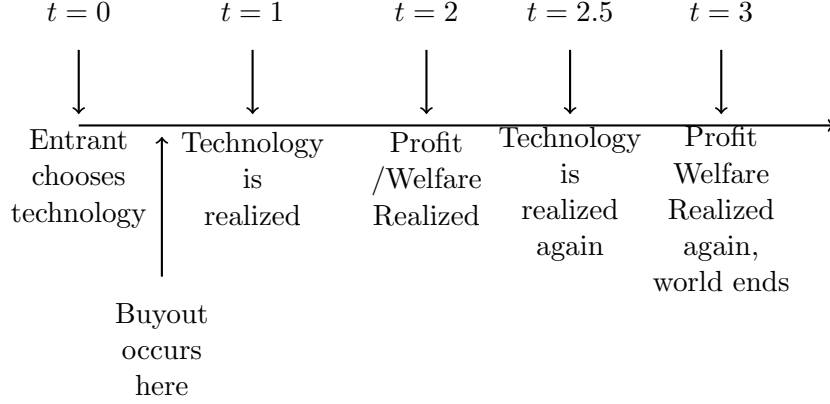 t = 0
t = 1
t = 2
t = 2.5
t = 3
Entrant
chooses
technology
Technology
is
realized
Profit
/Welfare
Realized
Technology
is
realized
again
Profit
Welfare
Realized
again,
world ends
Buyout
occurs
here